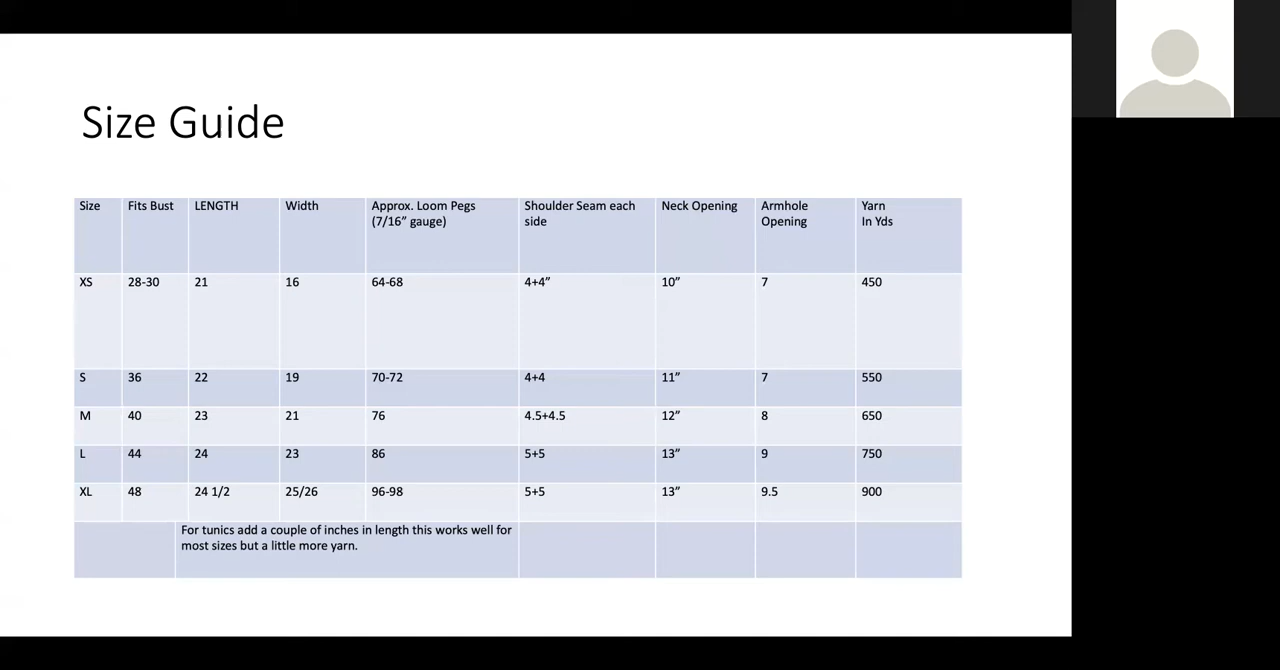 Size Guide
Size Fits Bust LENGTH Width Approx. Loom Pegs (7/16” gauge) Shoulder Seam each side Neck Opening Armhole Opening Yarn In Yds
XS 28-30 21 16 64-68 4+4” 10” 7 450
S 36 22 19 70-72 4+4 11” 7 550
M 40 23 21 76 4.5+4.5 12” 8 650
L 44 24 23 86 5+5 13” 9 750
XL 48 24 1/2 25/26 96-98 5+5 13” 9.5 900
For tunics add a couple of inches in length this works well for
most sizes but a little more yarn.